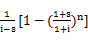 1/(i−s) [1 − ((1+s)/(1+i))ⁿ]